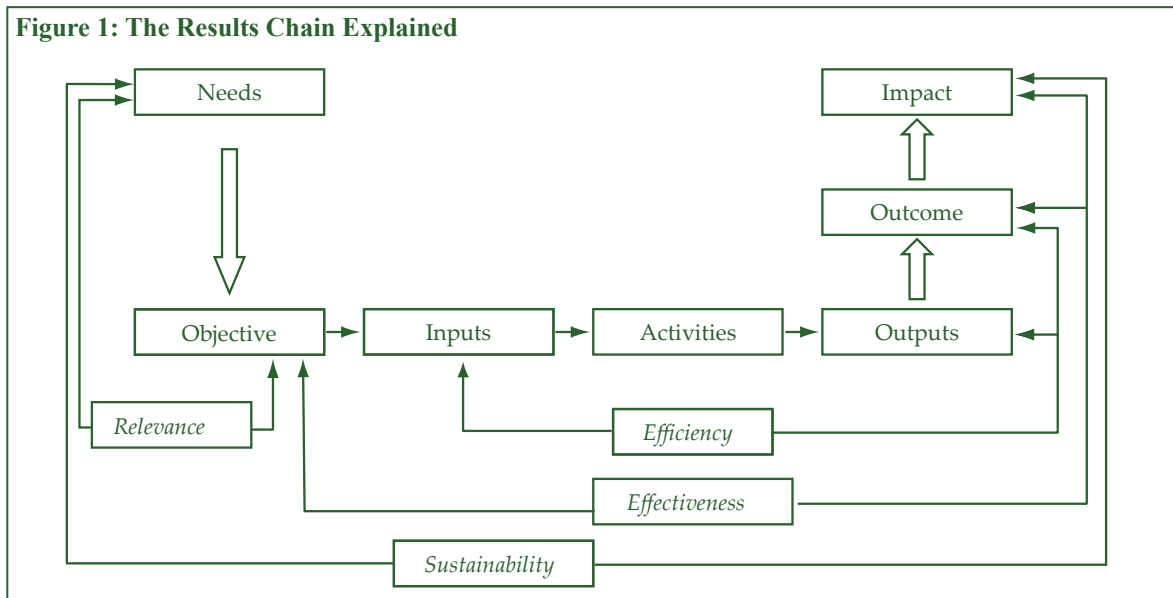 Figure 1: The Results Chain Explained
Needs
Impact
Outcome
Objective
Inputs
Activities
Outputs
Relevance
Efficiency
Effectiveness
Sustainability